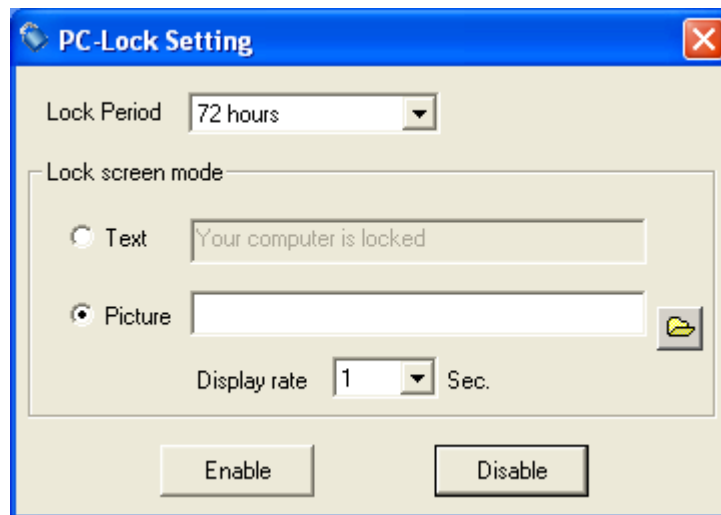 PC-Lock Setting
Lock Period 72 hours
Lock screen mode
Text Your computer is locked
Picture
Display rate 1 Sec.
Enable Disable